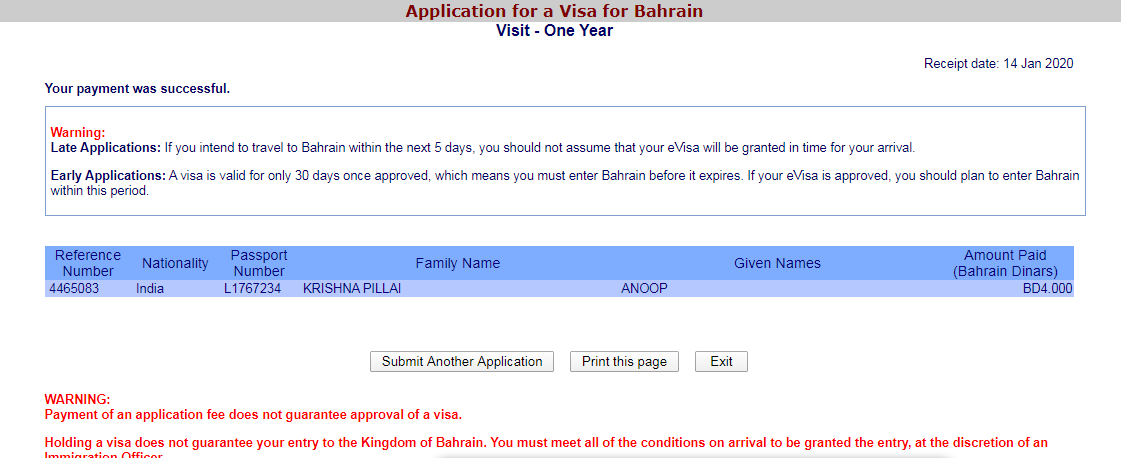 Application for a Visa for Bahrain
Visit - One Year
Receipt date: 14 Jan 2020
Your payment was successful.
Warning:
Late Applications: If you intend to travel to Bahrain within the next 5 days, you should not assume that your eVisa will be granted in time for your arrival.
Early Applications: A visa is valid for only 30 days once approved, which means you must enter Bahrain before it expires. If your eVisa is approved, you should plan to enter Bahrain
within this period.
Reference Number Nationality Passport Number Family Name Given Names Amount Paid (Bahrain Dinars)
4465083 India L1767234 KRISHNA PILLAI ANOOP BD4.000
Submit Another Application Print this page Exit
WARNING:
Payment of an application fee does not guarantee approval of a visa.
Holding a visa does not guarantee your entry to the Kingdom of Bahrain. You must meet all of the conditions on arrival to be granted the entry, at the discretion of an
Immigration Officer.